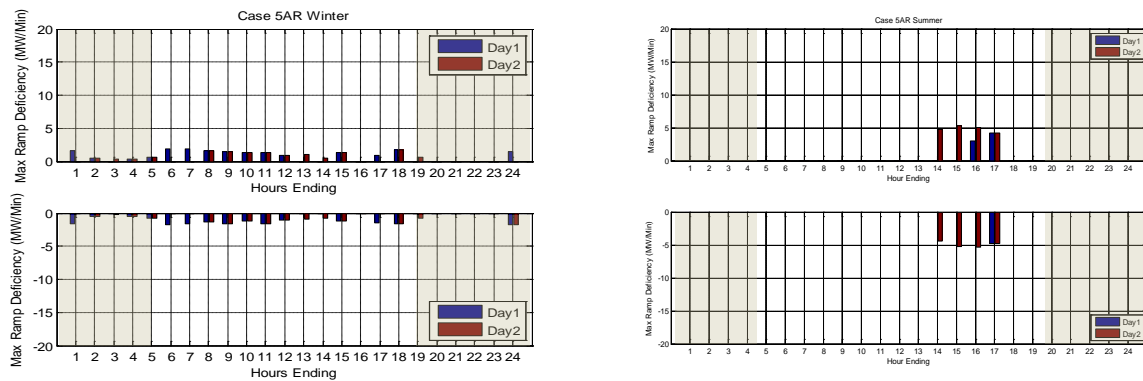 Case 5AR Winter
Max Ramp Deficiency (MW/Min)
20
15
10
5
0
Day1
Day2
1 2 3 4 5 6 7 8 9 10 11 12 13 14 15 16 17 18 19 20 21 22 23 24
Hours Ending
Max Ramp Deficiency (MW/Min)
0
-5
-10
-15
-20
Day1
Day2
1 2 3 4 5 6 7 8 9 10 11 12 13 14 15 16 17 18 19 20 21 22 23 24
Hours Ending
Case 5AR Summer
Max Ramp Deficiency (MW/Min)
20
15
10
5
0
Day1
Day2
1 2 3 4 5 6 7 8 9 10 11 12 13 14 15 16 17 18 19 20 21 22 23 24
Hour Ending
Max Ramp Deficiency (MW/Min)
0
-5
-10
-15
-20
Day1
Day2
1 2 3 4 5 6 7 8 9 10 11 12 13 14 15 16 17 18 19 20 21 22 23 24
Hour Ending